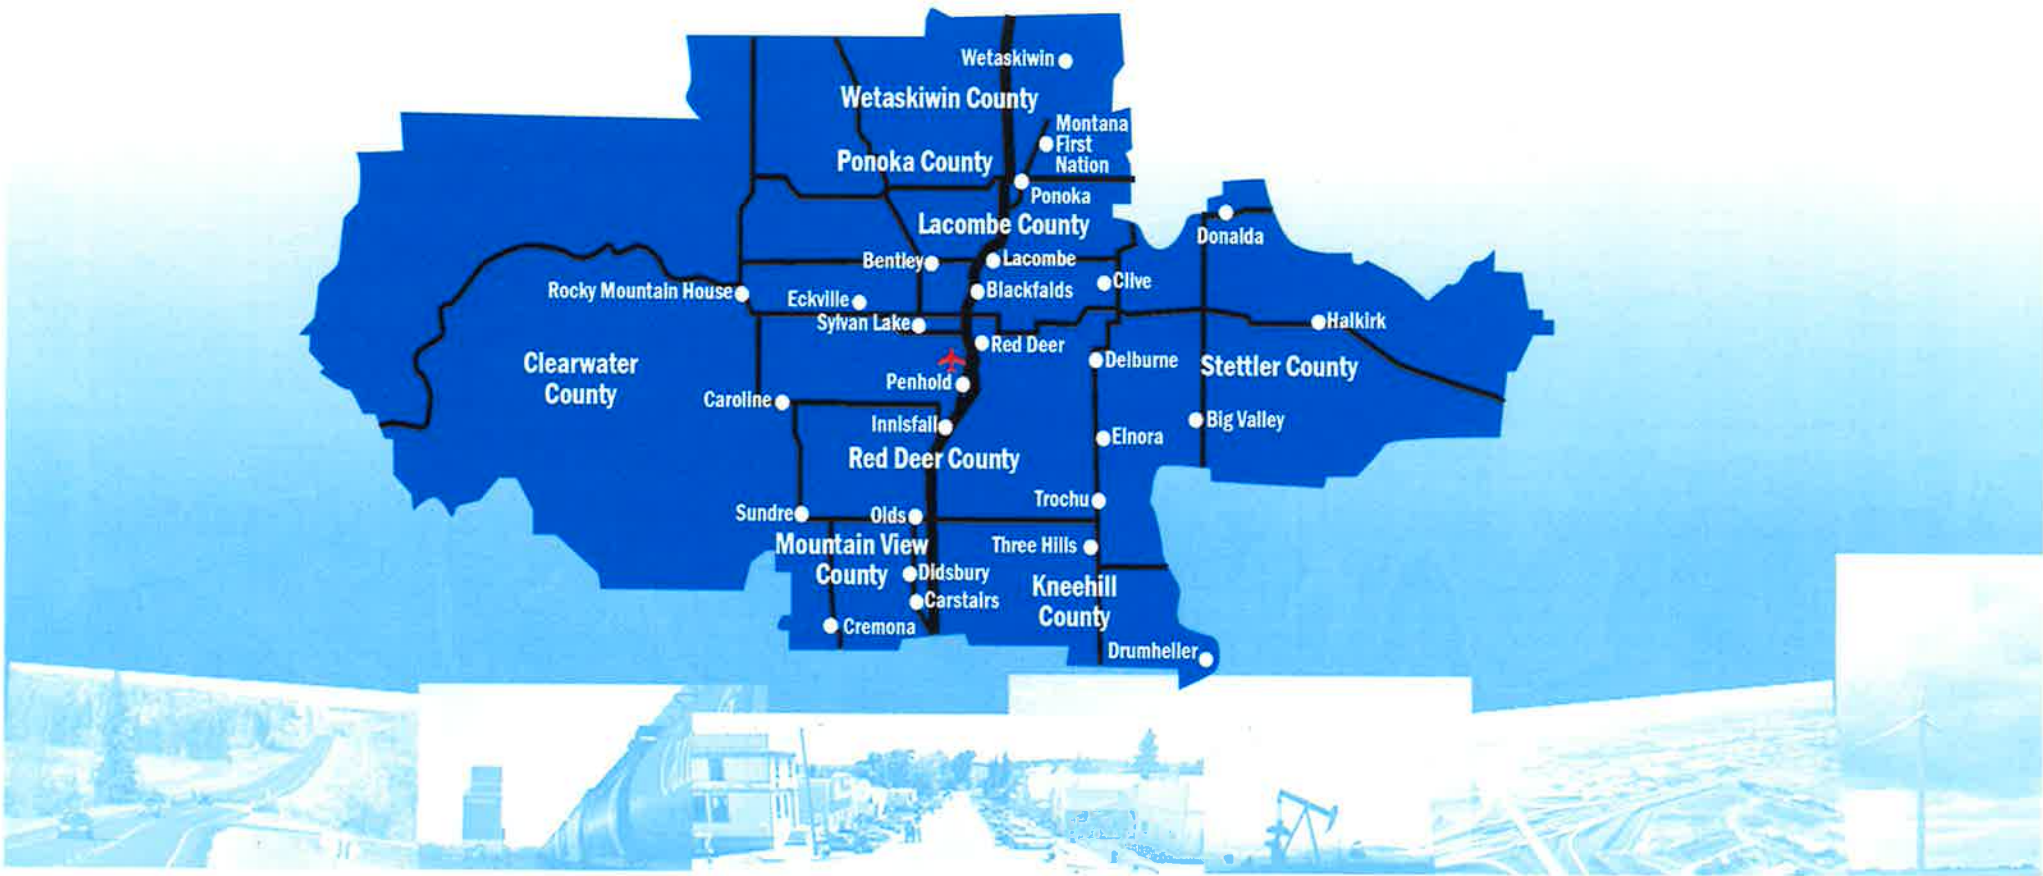 Wetaskiwin
Wetaskiwin County
Montana
First
Nation
Ponoka County
Ponoka
Lacombe County
Donalda
Bentley
Lacombe
Rocky Mountain House
Eckville
Blackfalds
Clive
Sylvan Lake
Halkirk
Red Deer
Clearwater
County
Delburne
Stettler County
Penhold
Caroline
Innisfail
Big Valley
Elnora
Red Deer County
Trochu
Sundre
Olds
Mountain View
County
Three Hills
Didsbury
Kneehill
County
Carstairs
Cremona
Drumheller